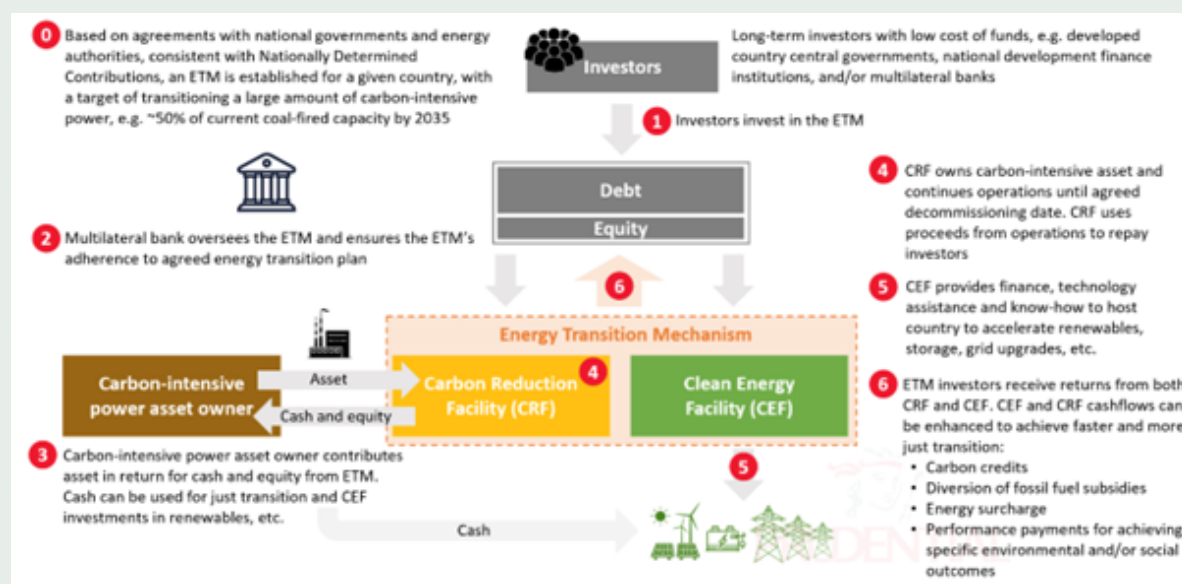 0 Based on agreements with national governments and energy
authorities, consistent with Nationally Determined
Contributions, an ETM is established for a given country, with
a target of transitioning a large amount of carbon-intensive
power, e.g. ~50% of current coal-fired capacity by 2035
Investors
Long-term investors with low cost of funds, e.g. developed
country central governments, national development finance
institutions, and/or multilateral banks
1 Investors invest in the ETM
Debt
Equity
2 Multilateral bank oversees the ETM and ensures the ETM's
adherence to agreed energy transition plan
4 CRF owns carbon-intensive asset and
continues operations until agreed
decommissioning date. CRF uses
proceeds from operations to repay
investors
6
5 CEF provides finance, technology
assistance and know-how to host
country to accelerate renewables,
storage, grid upgrades, etc.
Energy Transition Mechanism
Carbon-intensive
power asset owner
Asset
Cash and equity
Carbon Reduction
Facility (CRF)
4
Clean Energy
Facility (CEF)
6 ETM investors receive returns from both
CRF and CEF. CEF and CRF cashflows can
be enhanced to achieve faster and more
just transition:
• Carbon credits
• Diversion of fossil fuel subsidies
• Energy surcharge
• Performance payments for achieving
specific environmental and/or social
outcomes
3 Carbon-intensive power asset owner contributes
asset in return for cash and equity from ETM.
Cash can be used for just transition and CEF
investments in renewables, etc.
5
Cash